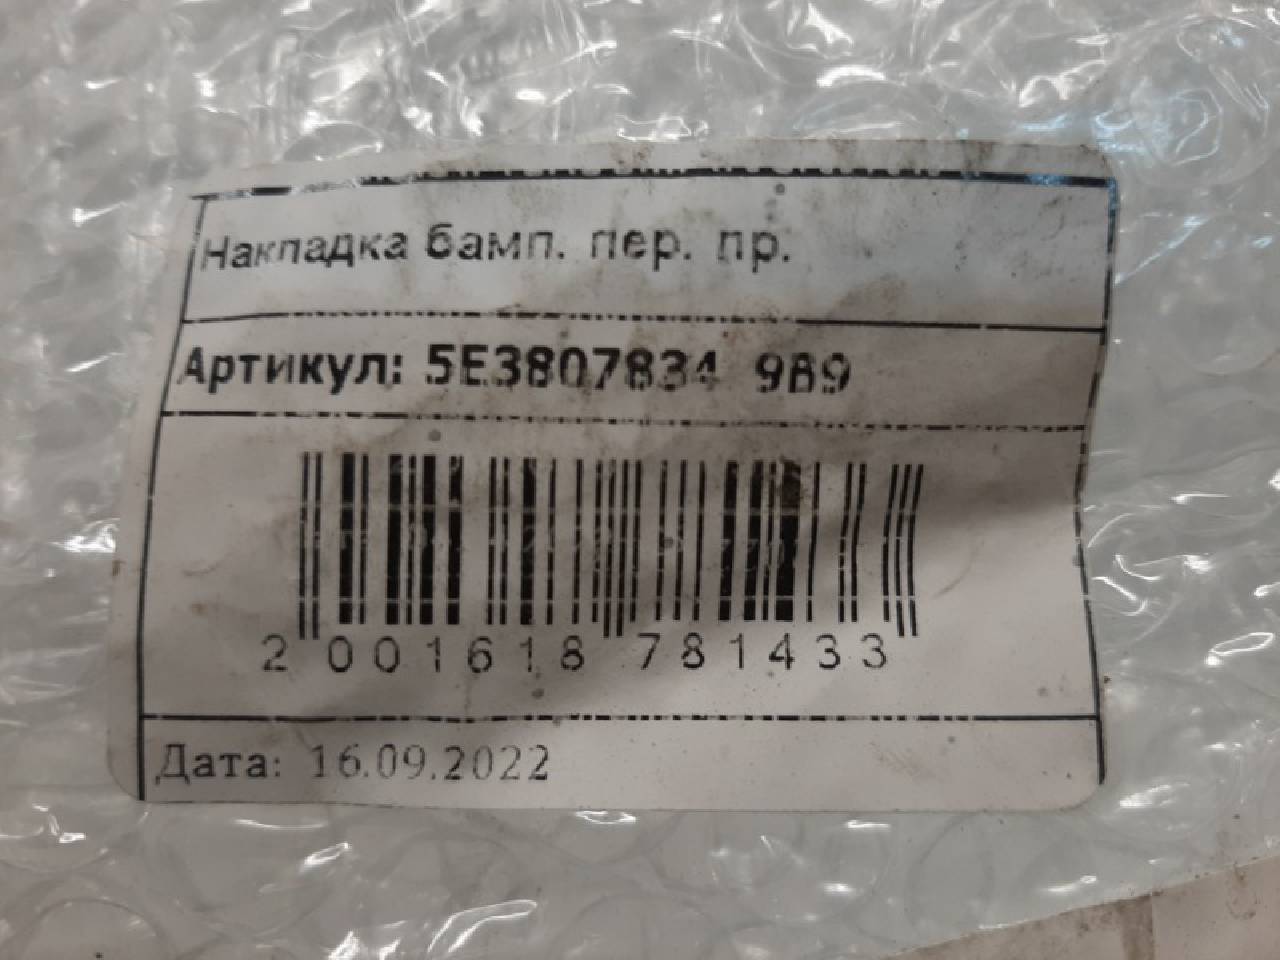 Накладка бамп. пер. пр.
Артикул: 5E3807834 9B9
2 001618 781433
Дата: 16.09.2022